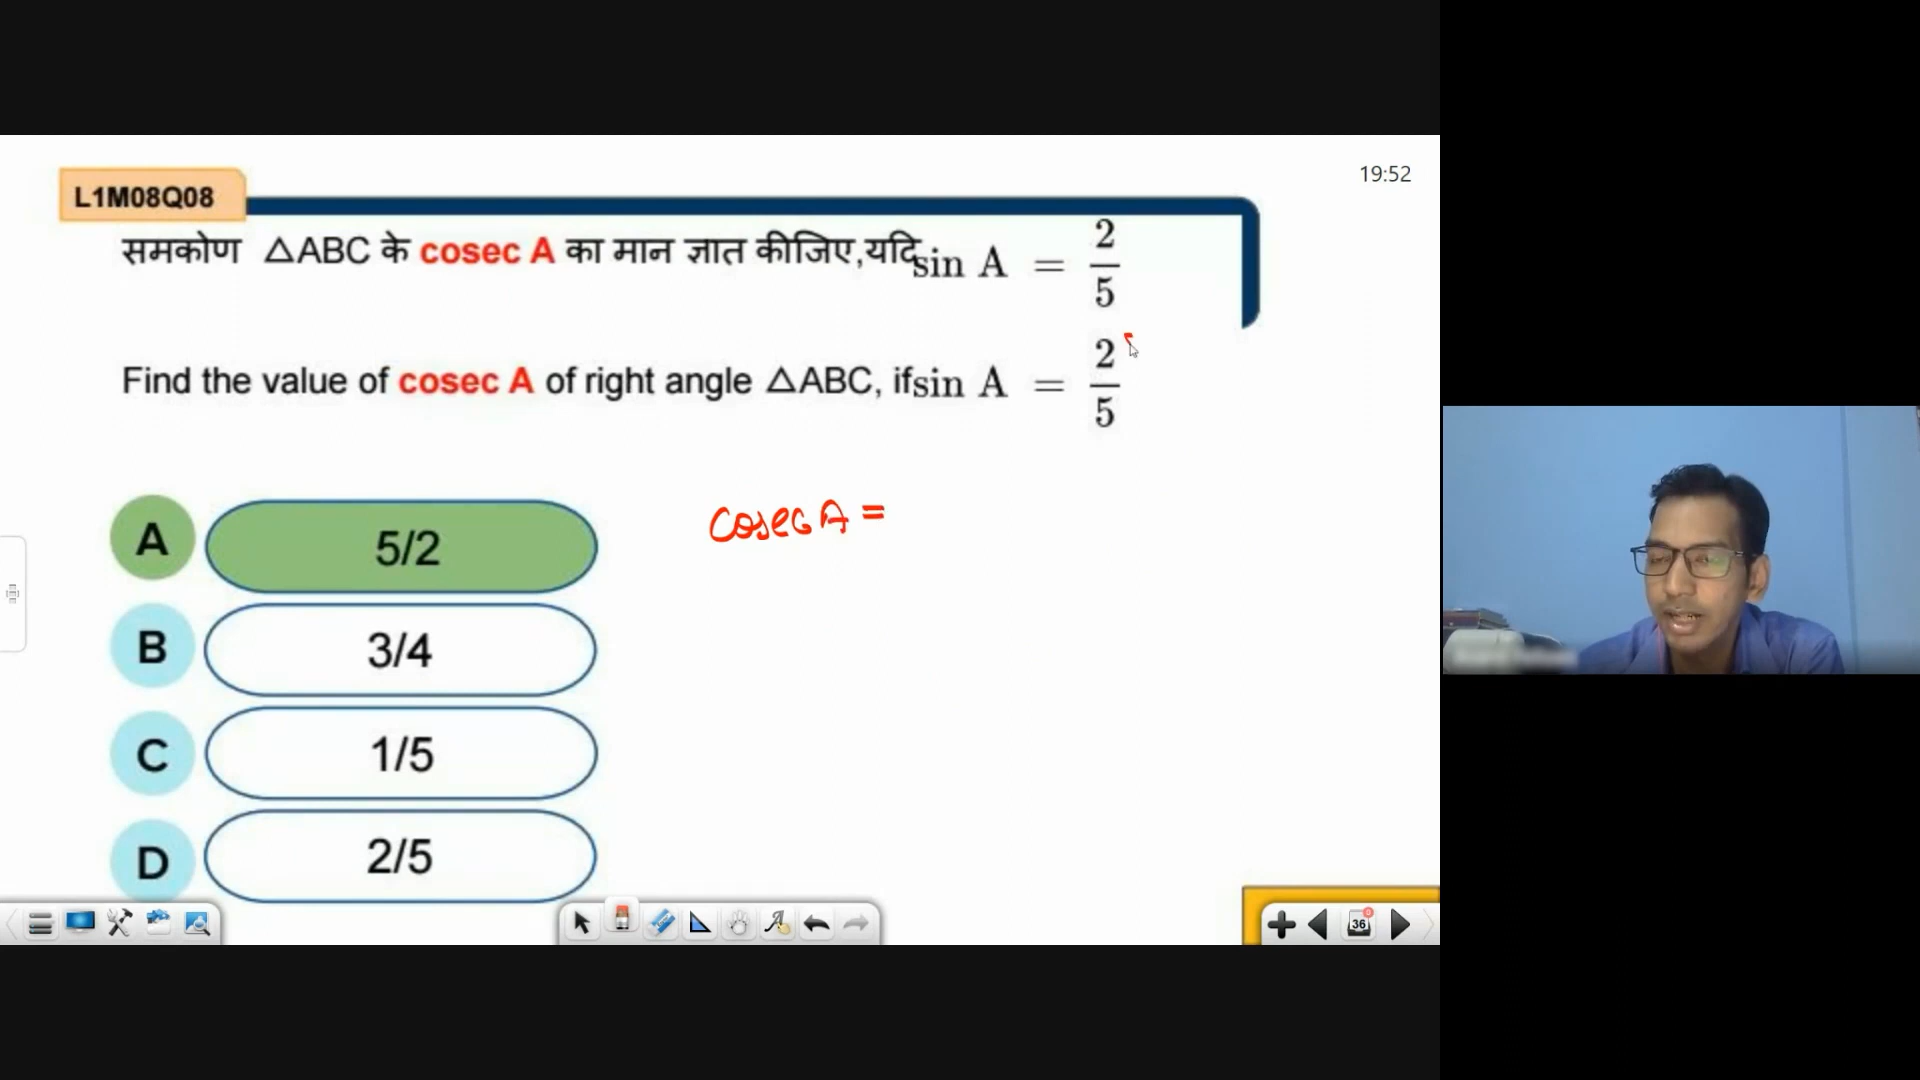 19:52
L1M08Q08
समकोण △ABC के cosec A का मान ज्ञात कीजिए,यदि sin A = 2/5
Find the value of cosec A of right angle △ABC, if sin A = 2/5
cosec A =
A 5/2
B 3/4
C 1/5
D 2/5
36